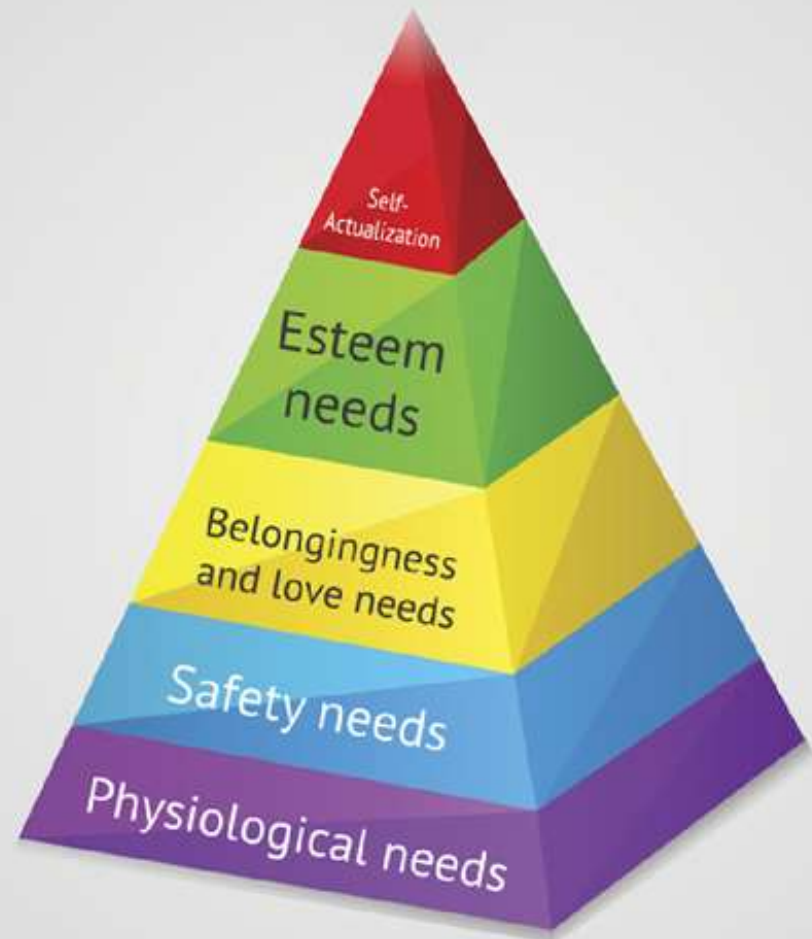 Self-
Actualization
Esteem
needs
Belongingness
and love needs
Safety needs
Physiological needs